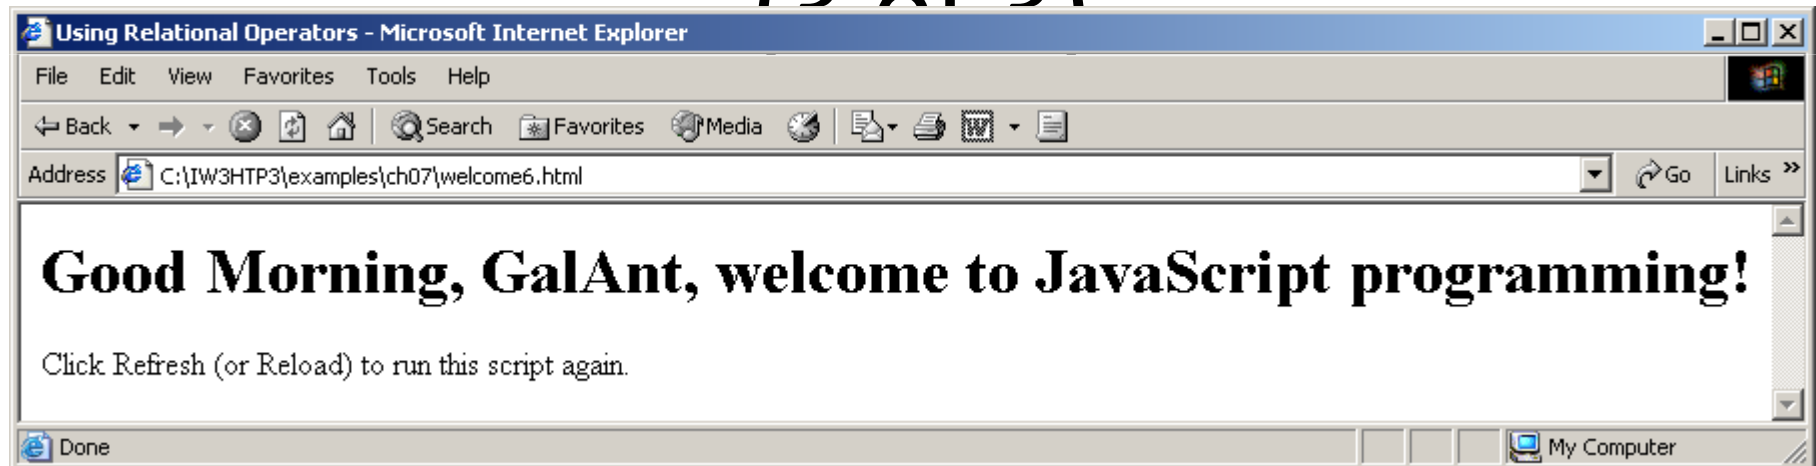 Using Relational Operators - Microsoft Internet Explorer
File Edit View Favorites Tools Help
Back Search Favorites Media W
Address C:\IW3HTP3\examples\ch07\welcome6.html Go Links »
Good Morning, GalAnt, welcome to JavaScript programming!
Click Refresh (or Reload) to run this script again.
Done My Computer